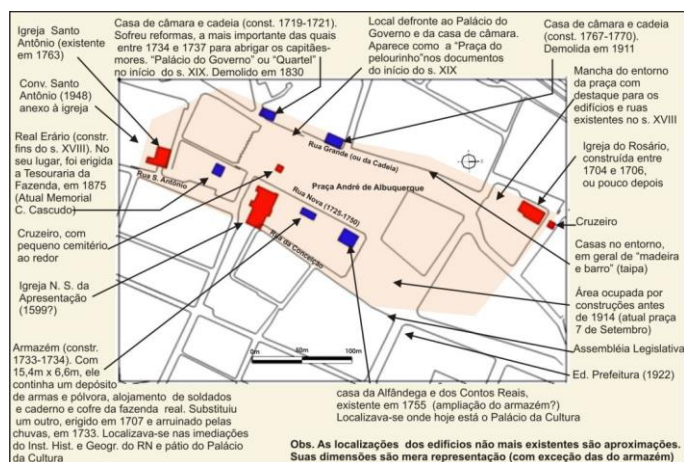 Igreja Santo
Antônio (existente
em 1763)
Conv. Santo
Antônio (1948)
anexo à igreja
Real Erário (constr.
fins do s. XVIII). No
seu lugar, foi erigida
a Tesouraria da
Fazenda, em 1875
(Atual Memorial
C. Cascudo)
Cruzeiro, com
pequeno cemitério
ao redor
Igreja N. S. da
Apresentação
(1599?)
Armazém (constr.
1733-1734). Com
15,4m x 6,6m, ele
continha um depósito
de armas e pólvora, alojamento de soldados
e caderno e cofre da fazenda real. Substituiu
um outro, erigido em 1707 e arruinado pelas
chuvas, em 1733. Localizava-se nas imediações
do Inst. Hist. e Geogr. do RN e pátio do Palácio
da Cultura
Casa de câmara e cadeia (const. 1719-1721).
Sofreu reformas, a mais importante das quais
entre 1734 e 1737 para abrigar os capitães-
mores. "Palácio do Governo" ou "Quartel"
no início do s. XIX. Demolido em 1830
Local defronte ao Palácio do
Governo e da casa de câmara.
Aparece como a "Praça do
pelourinho"nos documentos
do início do s. XIX
Casa de câmara e cadeia
(const. 1767-1770).
Demolida em 1911
Mancha do entorno
da praça com
destaque para os
edifícios e ruas
existentes no s. XVIII
Igreja do Rosário,
construída entre
1704 e 1706,
ou pouco depois
Cruzeiro
Casas no entorno,
em geral de "madeira
e barro" (taipa)
Área ocupada por
construções antes
de 1914 (atual praça
7 de Setembro)
Assembléia Legislativa
Ed. Prefeitura (1922)
Rua Grande (ou da Cadeia)
Praça André de Albuquerque
Rua S. Antônio
Rua Nova (1725-1750)
Rua da Conceição
0m
50m
100m
casa da Alfândega e dos Contos Reais,
existente em 1755 (ampliação do armazém?)
Localizava-se onde hoje está o Palácio da Cultura
Obs. As localizações dos edifícios não mais existentes são aproximações.
Suas dimensões são mera representação (com exceção das do armazém)